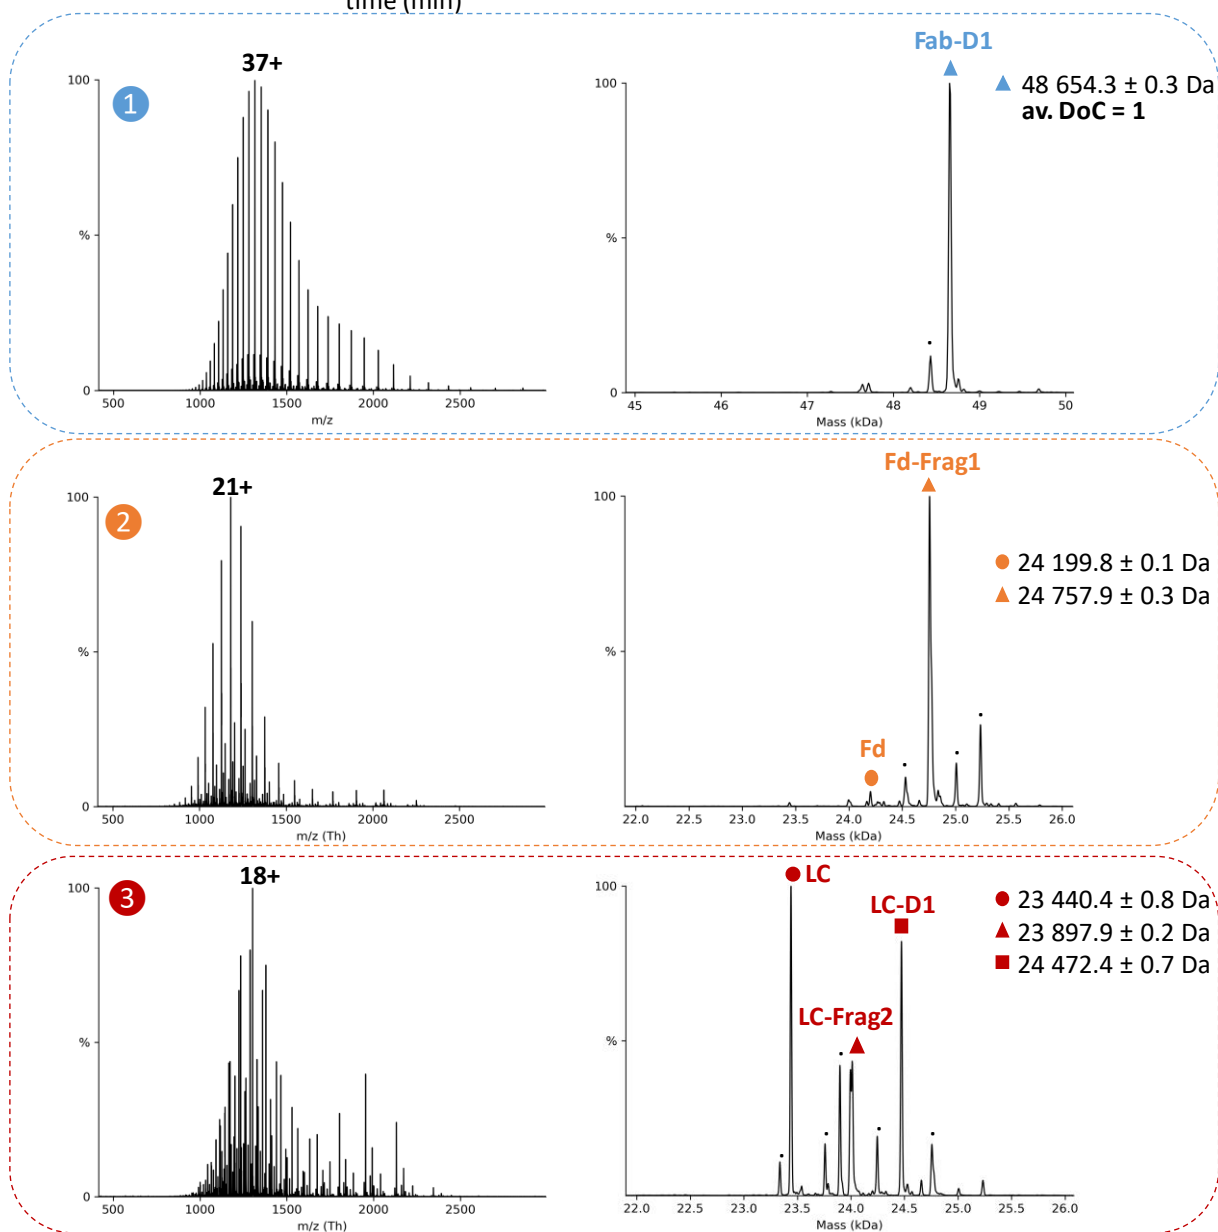 time (min)
1
37+
100
%
0
500 1000 1500 2000 2500
m/z
Fab-D1
100
%
0
45 46 47 48 49 50
Mass (kDa)
48 654.3 ± 0.3 Da
av. DoC = 1
2
21+
100
%
0
500 1000 1500 2000 2500
m/z (Th)
Fd-Frag1
Fd
100
%
0
22.0 22.5 23.0 23.5 24.0 24.5 25.0 25.5 26.0
Mass (kDa)
24 199.8 ± 0.1 Da
24 757.9 ± 0.3 Da
3
18+
100
%
0
500 1000 1500 2000 2500
m/z (Th)
LC
LC-D1
LC-Frag2
100
%
0
22.0 22.5 23.0 23.5 24.0 24.5 25.0 25.5 26.0
Mass (kDa)
23 440.4 ± 0.8 Da
23 897.9 ± 0.2 Da
24 472.4 ± 0.7 Da